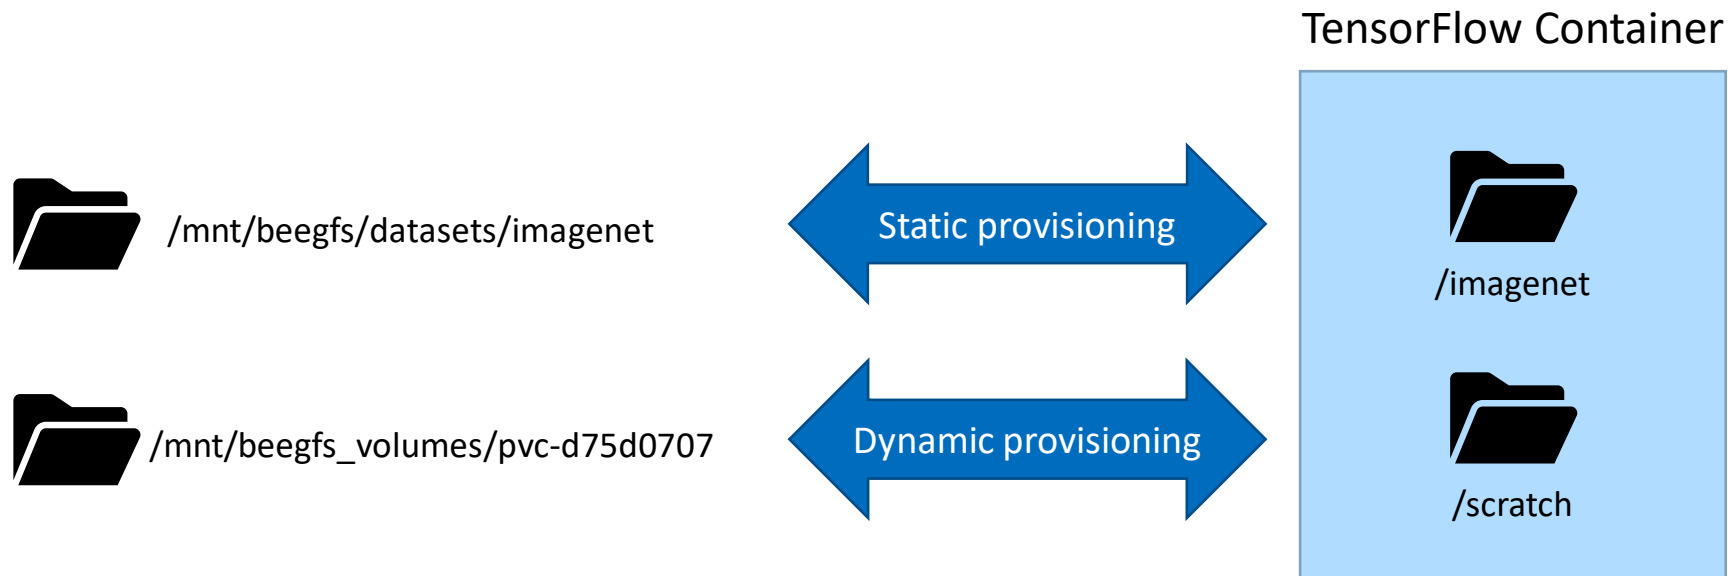 TensorFlow Container
/mnt/beegfs/datasets/imagenet
Static provisioning
/imagenet
/mnt/beegfs_volumes/pvc-d75d0707
Dynamic provisioning
/scratch